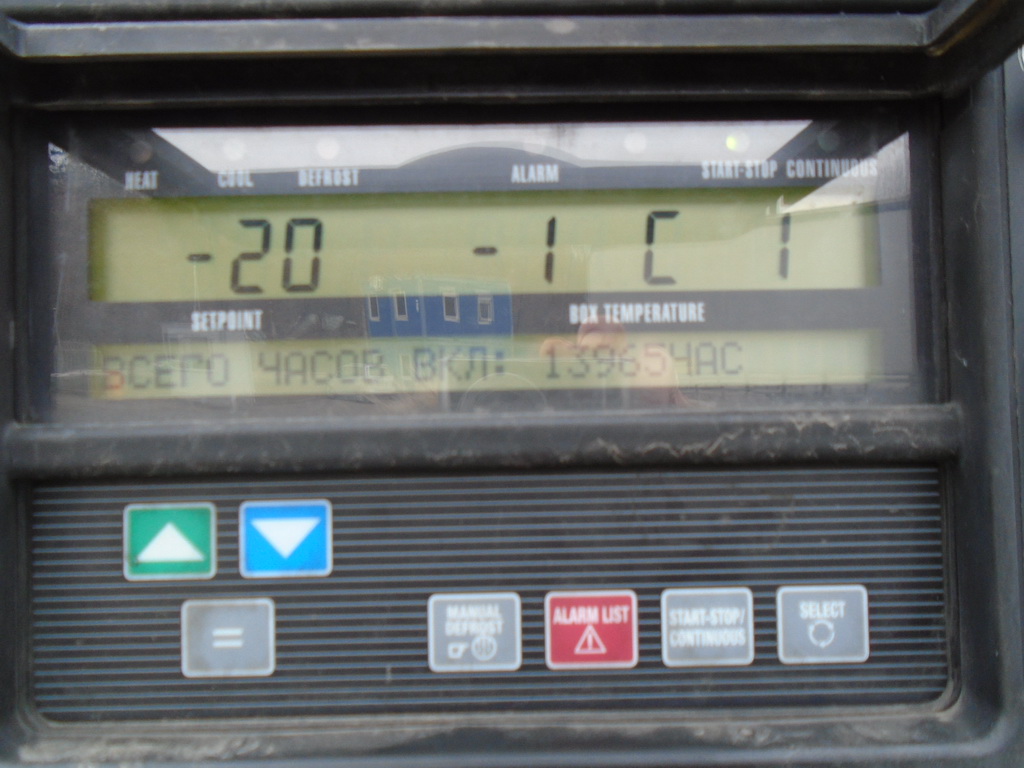 HEAT COOL DEFROST ALARM START-STOP CONTINUOUS
-20 -1 C 1
SETPOINT BOX TEMPERATURE
ВСЕГО ЧАСОВ ВКЛ: 13965ЧАС
=
MANUAL DEFROST
ALARM LIST
START-STOP/
CONTINUOUS
SELECT